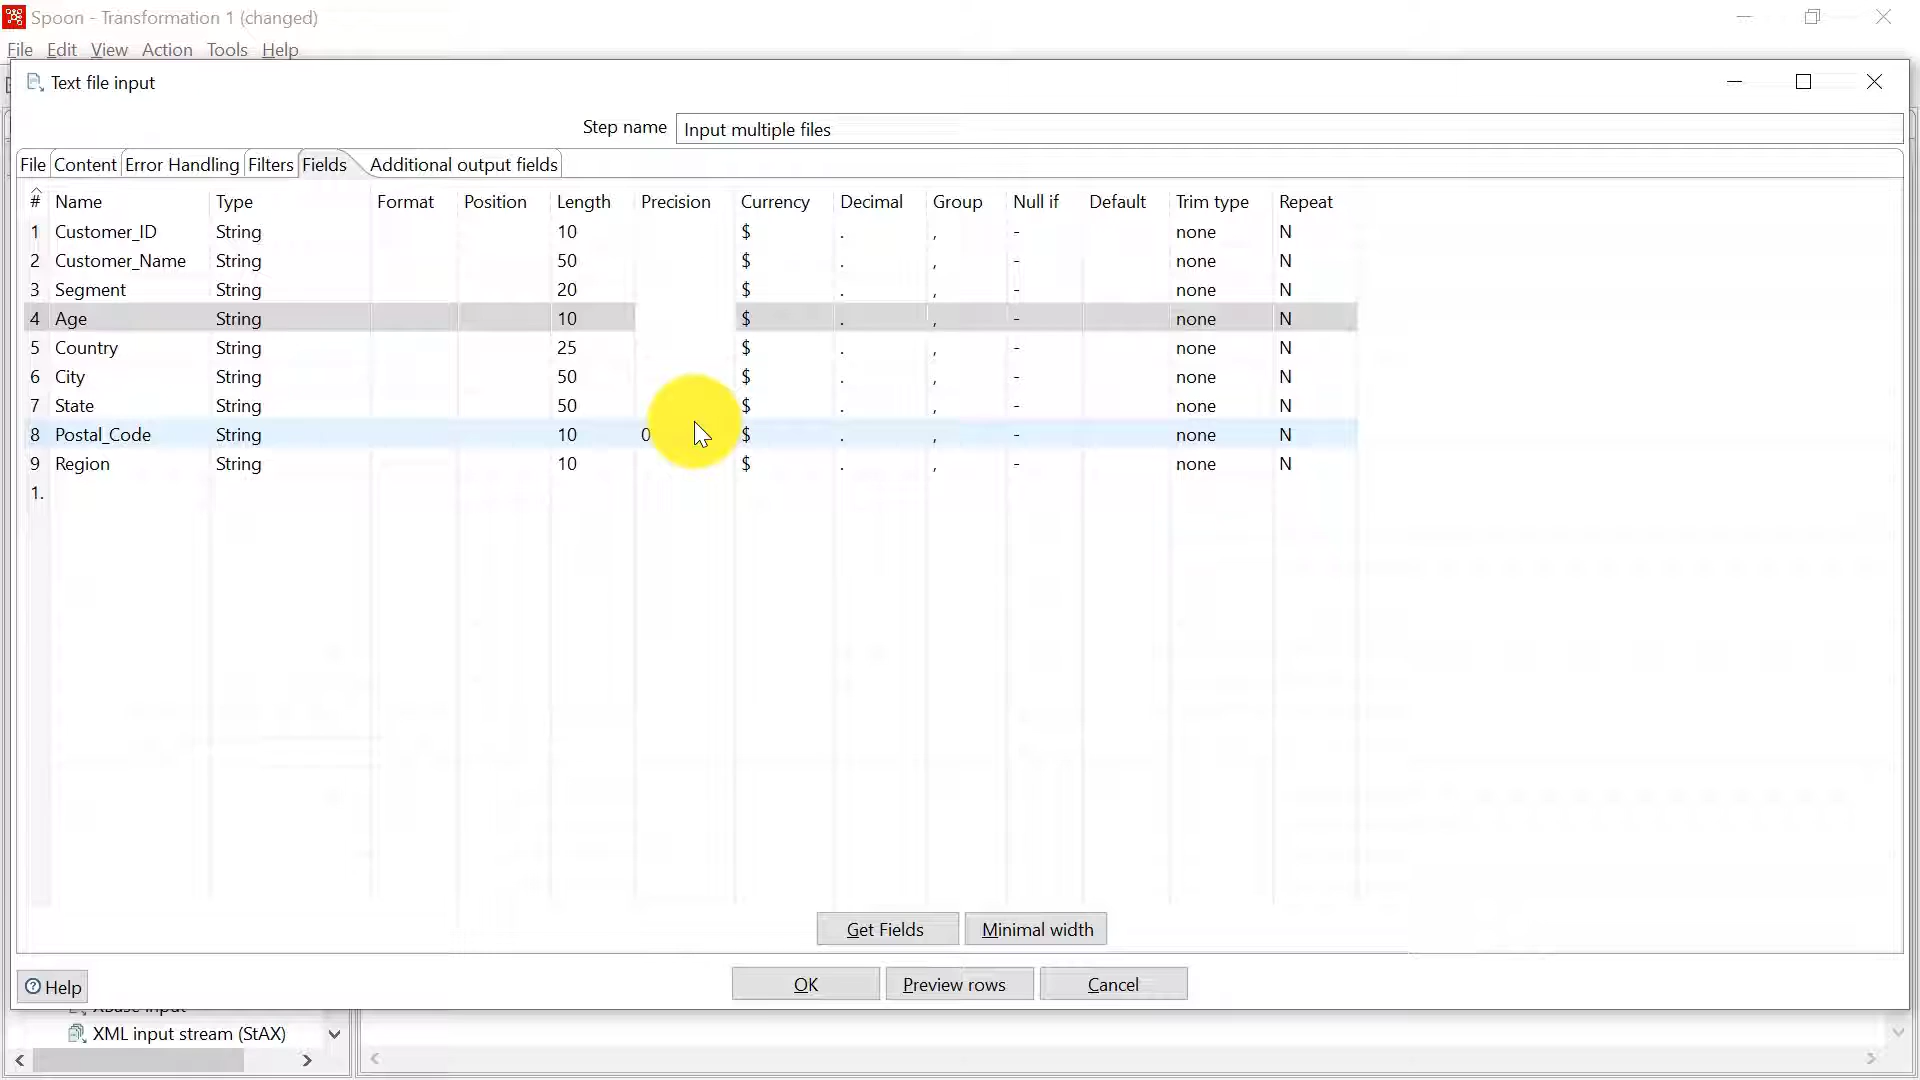 Spoon - Transformation 1 (changed)
File Edit View Action Tools Help
Text file input
Step name Input multiple files
File Content Error Handling Filters Fields Additional output fields
# Name Type Format Position Length Precision Currency Decimal Group Null if Default Trim type Repeat
1 Customer_ID String 10 $ . , - none N
2 Customer_Name String 50 $ . , - none N
3 Segment String 20 $ . , - none N
4 Age String 10 $ . , - none N
5 Country String 25 $ . , - none N
6 City String 50 $ . , - none N
7 State String 50 $ . , - none N
8 Postal_Code String 10 0 $ . , - none N
9 Region String 10 $ . , - none N
1.
Get Fields Minimal width
Help OK Preview rows Cancel
XML input stream (StAX)